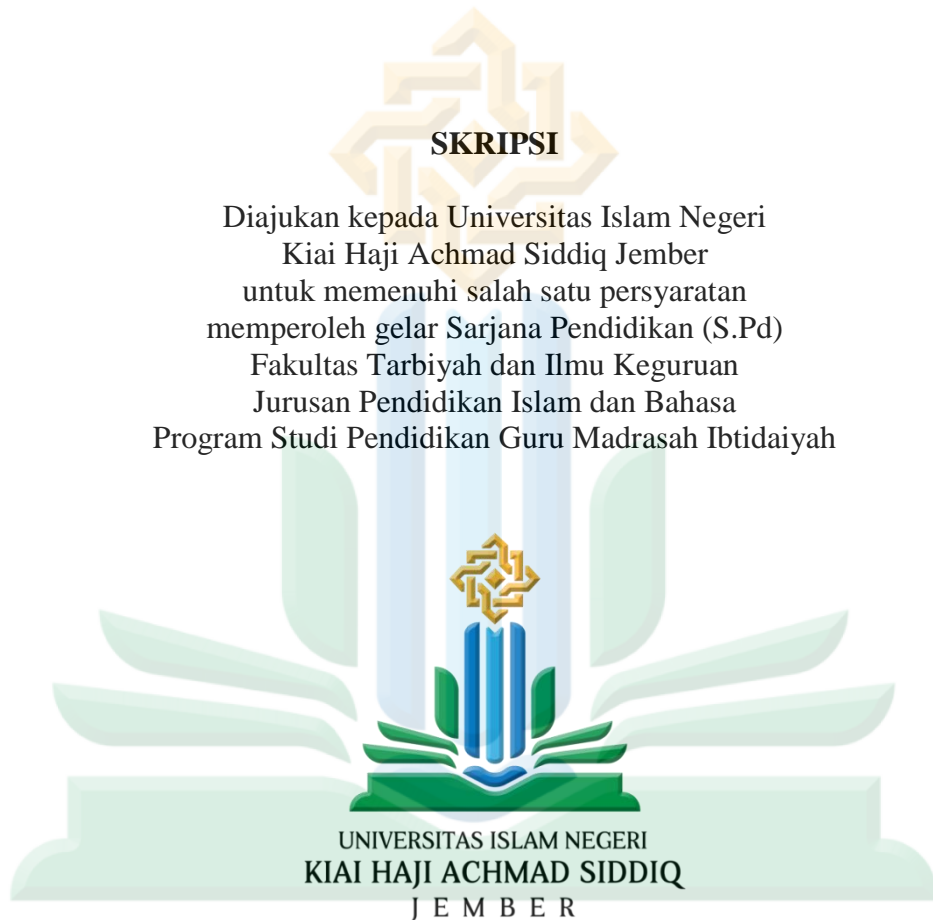 SKRIPSI
Diajukan kepada Universitas Islam Negeri
Kiai Haji Achmad Siddiq Jember
untuk memenuhi salah satu persyaratan
memperoleh gelar Sarjana Pendidikan (S.Pd)
Fakultas Tarbiyah dan Ilmu Keguruan
Jurusan Pendidikan Islam dan Bahasa
Program Studi Pendidikan Guru Madrasah Ibtidaiyah
UNIVERSITAS ISLAM NEGERI
KIAI HAJI ACHMAD SIDDIQ
JEMBER